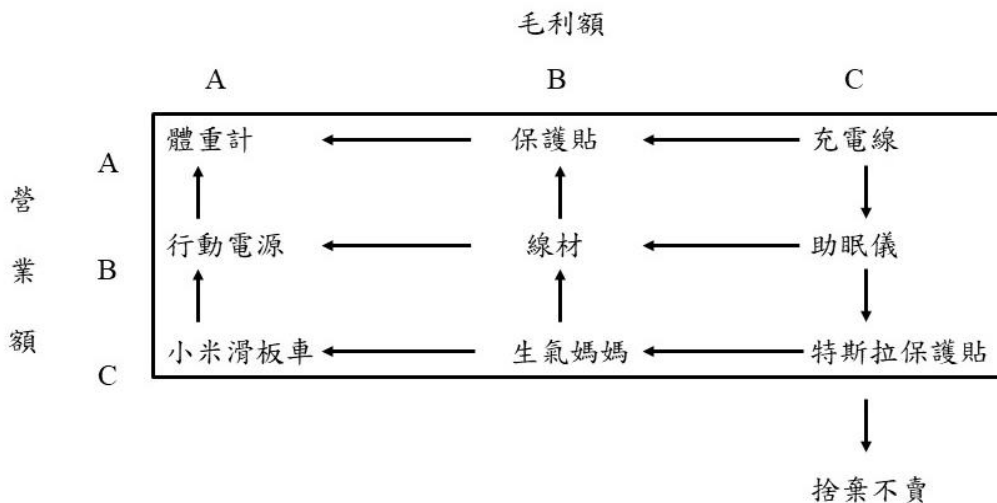 毛利額
A B C
A 體重計 保護貼 充電線
營
業
額
B 行動電源 線材 助眠儀
C 小米滑板車 生氣媽媽 特斯拉保護貼
捨棄不賣